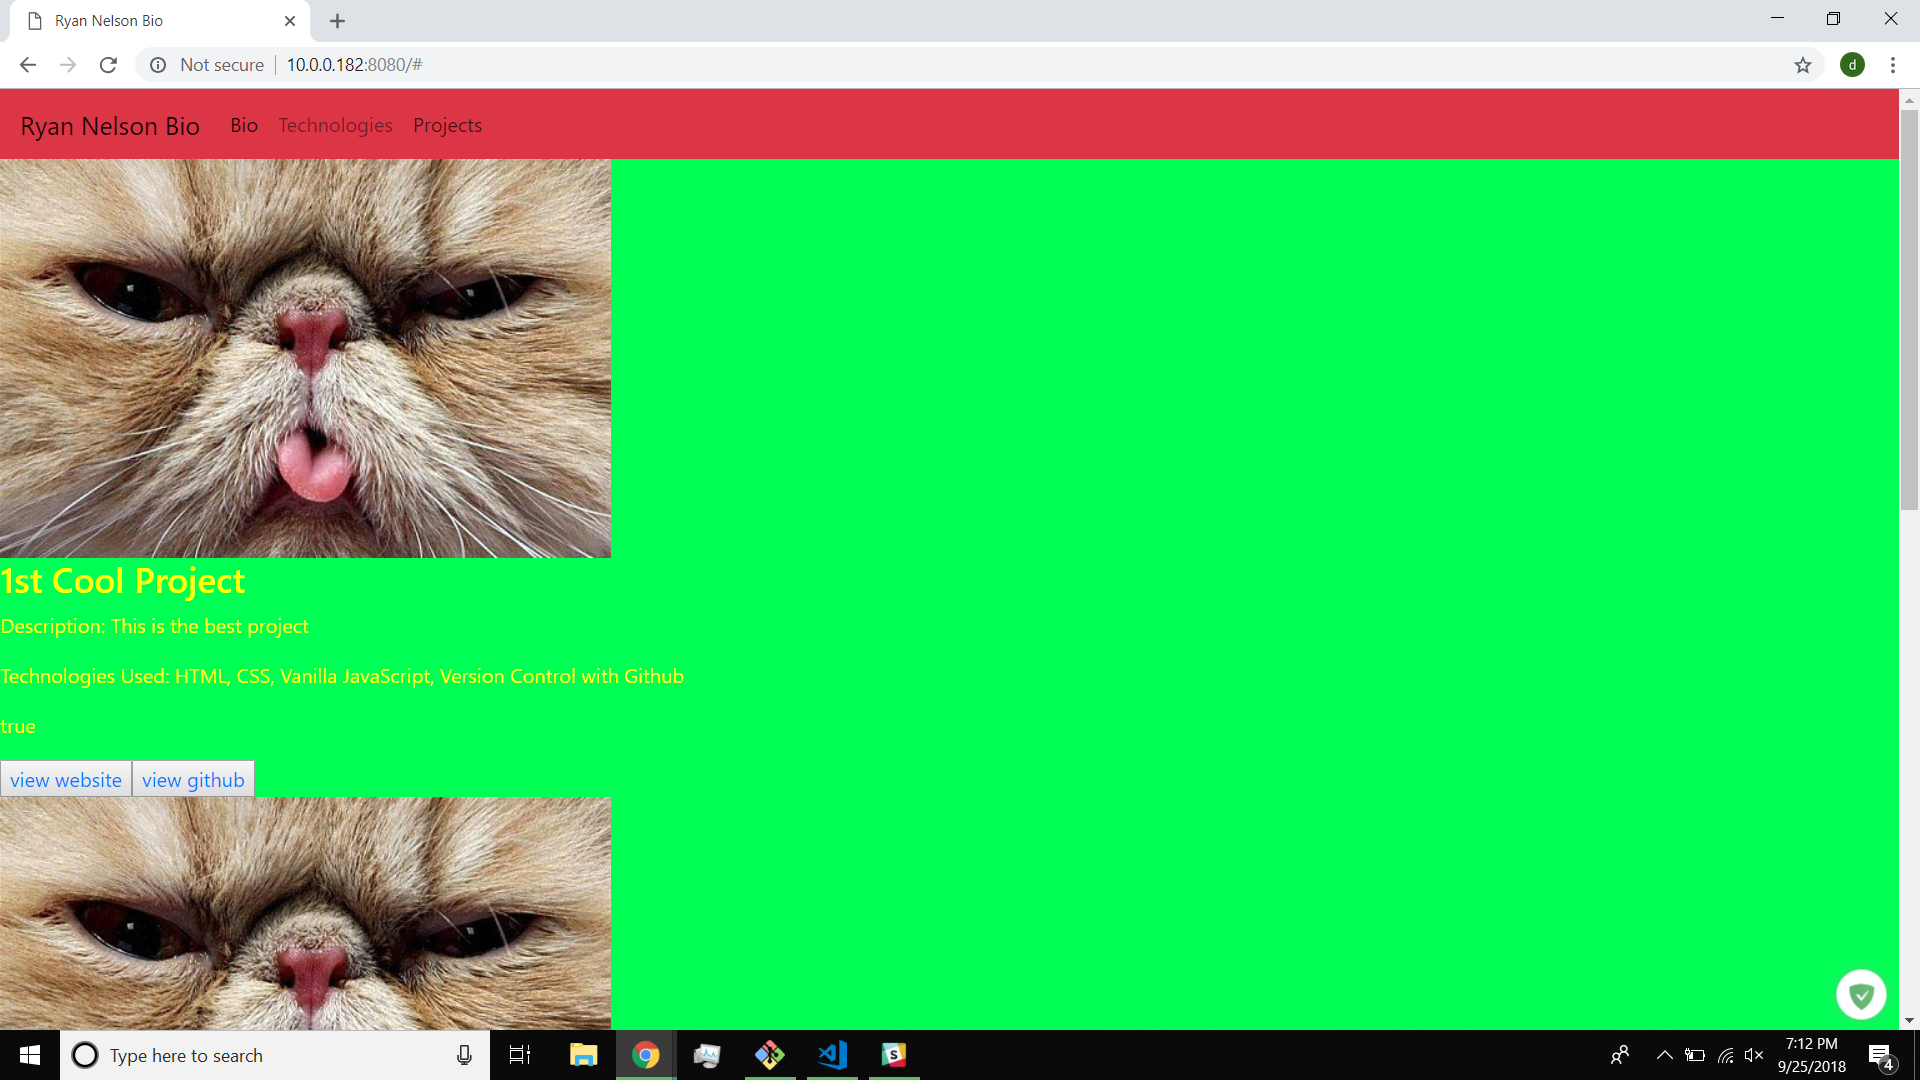 Ryan Nelson Bio
Not secure
10.0.0.182:8080/#
d
Ryan Nelson Bio Bio Technologies Projects
1st Cool Project
Description: This is the best project
Technologies Used: HTML, CSS, Vanilla JavaScript, Version Control with Github
true
view website view github
Type here to search
S
7:12 PM
9/25/2018
4